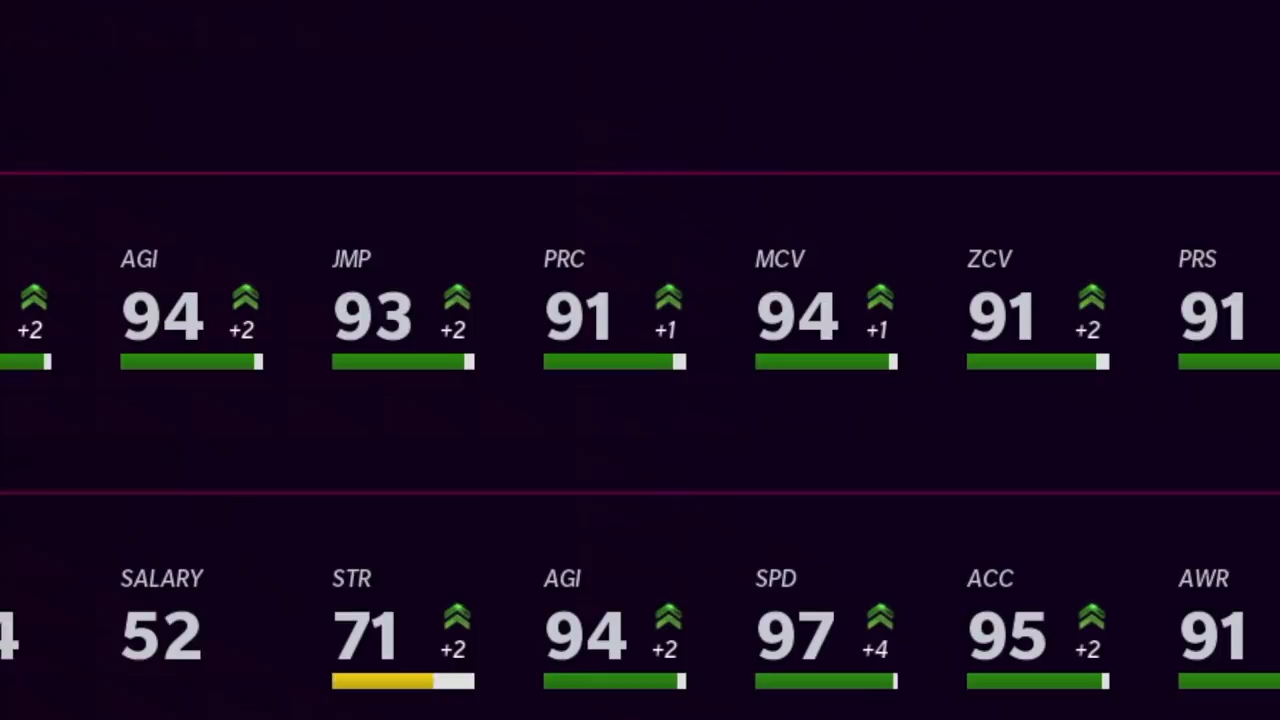 AGI JMP PRC MCV ZCV PRS
+2 94 +2 93 +2 91 +1 94 +1 91 +2 91
SALARY STR AGI SPD ACC AWR
4 52 71 +2 94 +2 97 +4 95 +2 91